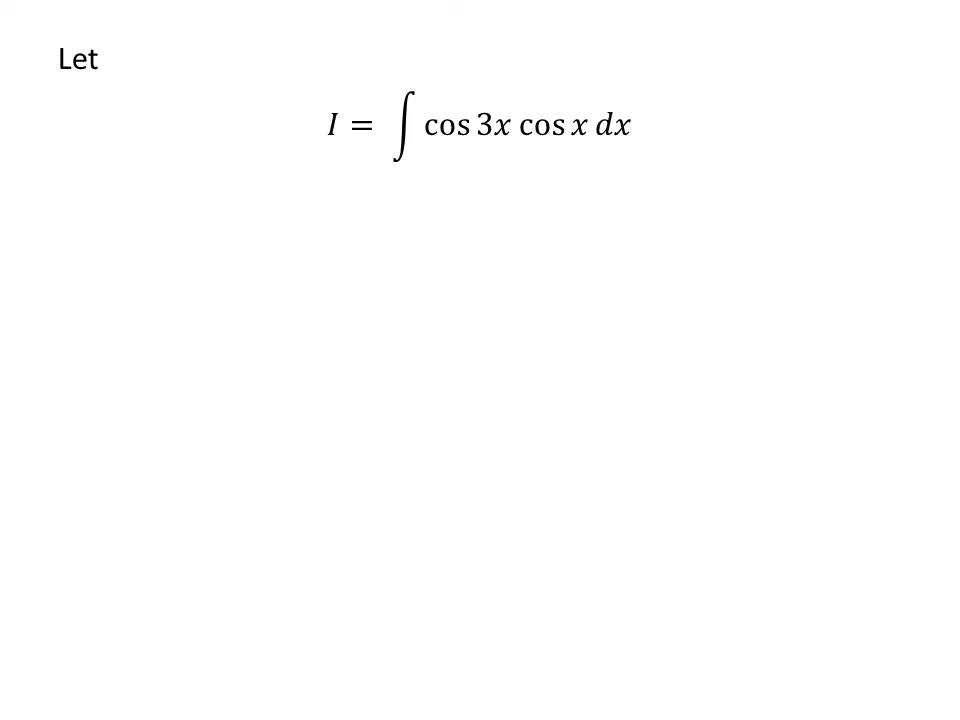 Let
𝐼 = ∫ cos 3𝑥 cos 𝑥 𝑑𝑥